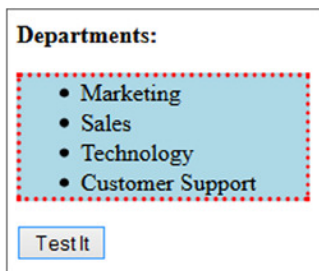 Departments:
Marketing
Sales
Technology
Customer Support
Test It